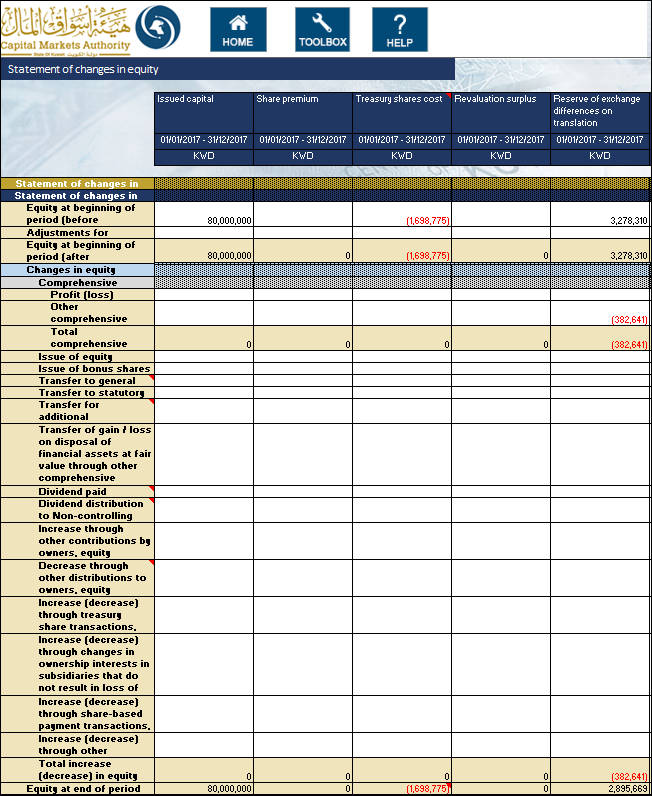 هيئة أسواق المال
Capital Markets Authority
State Of Kuwait دولة الكويت
HOME
TOOLBOX
?
HELP
Statement of changes in equity
Issued capital Share premium Treasury shares cost Revaluation surplus Reserve of exchange
differences on
translation
01/01/2017 - 31/12/2017 01/01/2017 - 31/12/2017 01/01/2017 - 31/12/2017 01/01/2017 - 31/12/2017 01/01/2017 - 31/12/2017
KWD KWD KWD KWD KWD
Statement of changes in
Statement of changes in
Equity at beginning of
period (before 80,000,000 (1,698,775) 3,278,310
Adjustments for
Equity at beginning of
period (after 80,000,000 0 (1,698,775) 0 3,278,310
Changes in equity
Comprehensive
Profit (loss)
Other
comprehensive (382,641)
Total
comprehensive 0 0 0 0 (382,641)
Issue of equity
Issue of bonus shares
Transfer to general
Transfer to statutory
Transfer for
additional
Transfer of gain / loss
on disposal of
financial assets at fair
value through other
comprehensive
Dividend paid
Dividend distribution
to Non-controlling
Increase through
other contributions by
owners, equity
Decrease through
other distributions to
owners, equity
Increase (decrease)
through treasury
share transactions,
Increase (decrease)
through changes in
ownership interests in
subsidiaries that do
not result in loss of
Increase (decrease)
through share-based
payment transactions,
Increase (decrease)
through other
Total increase
(decrease) in equity 0 0 0 0 (382,641)
Equity at end of period 80,000,000 0 (1,698,775) 0 2,895,669